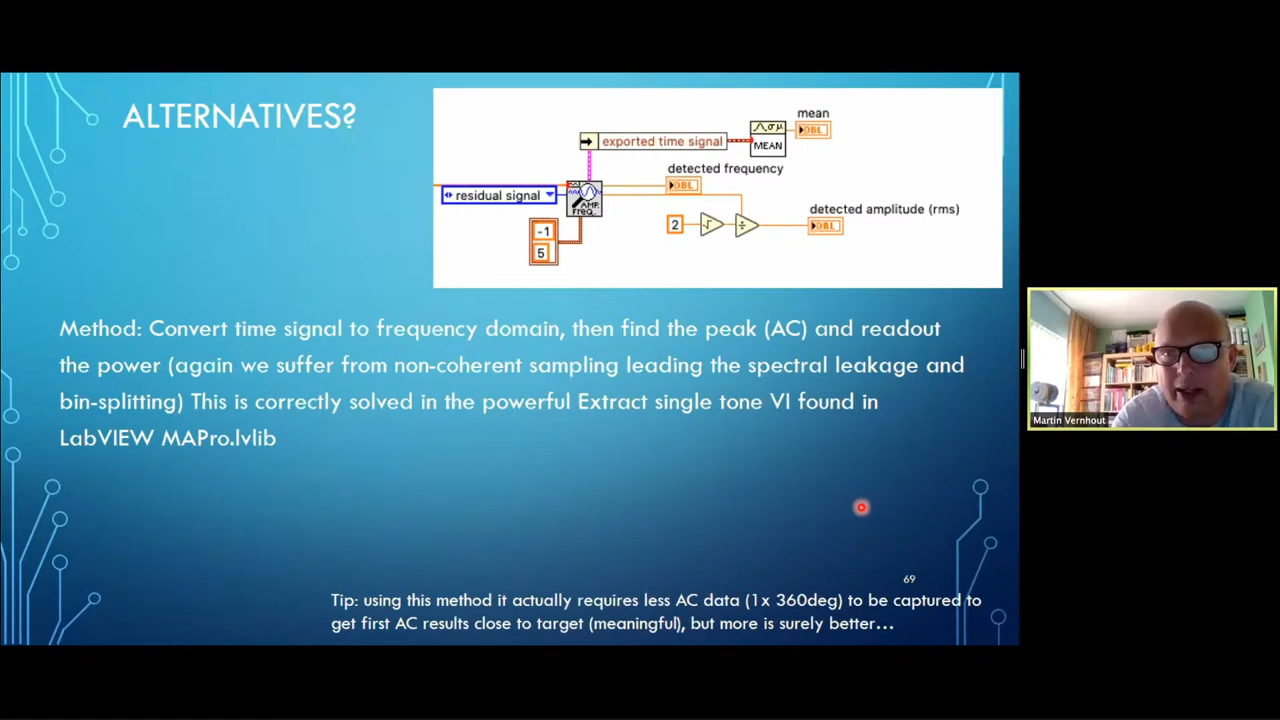 ALTERNATIVES?
mean
exported time signal
MEAN
DBL
detected frequency
DBL
residual signal
AMP
FREQ.
detected amplitude (rms)
2
DBL
-1
5
Method: Convert time signal to frequency domain, then find the peak (AC) and readout
the power (again we suffer from non-coherent sampling leading the spectral leakage and
bin-splitting) This is correctly solved in the powerful Extract single tone VI found in
LabVIEW MAPro.lvlib
Martin Vernhout
69
Tip: using this method it actually requires less AC data (1x 360deg) to be captured to
get first AC results close to target (meaningful), but more is surely better…